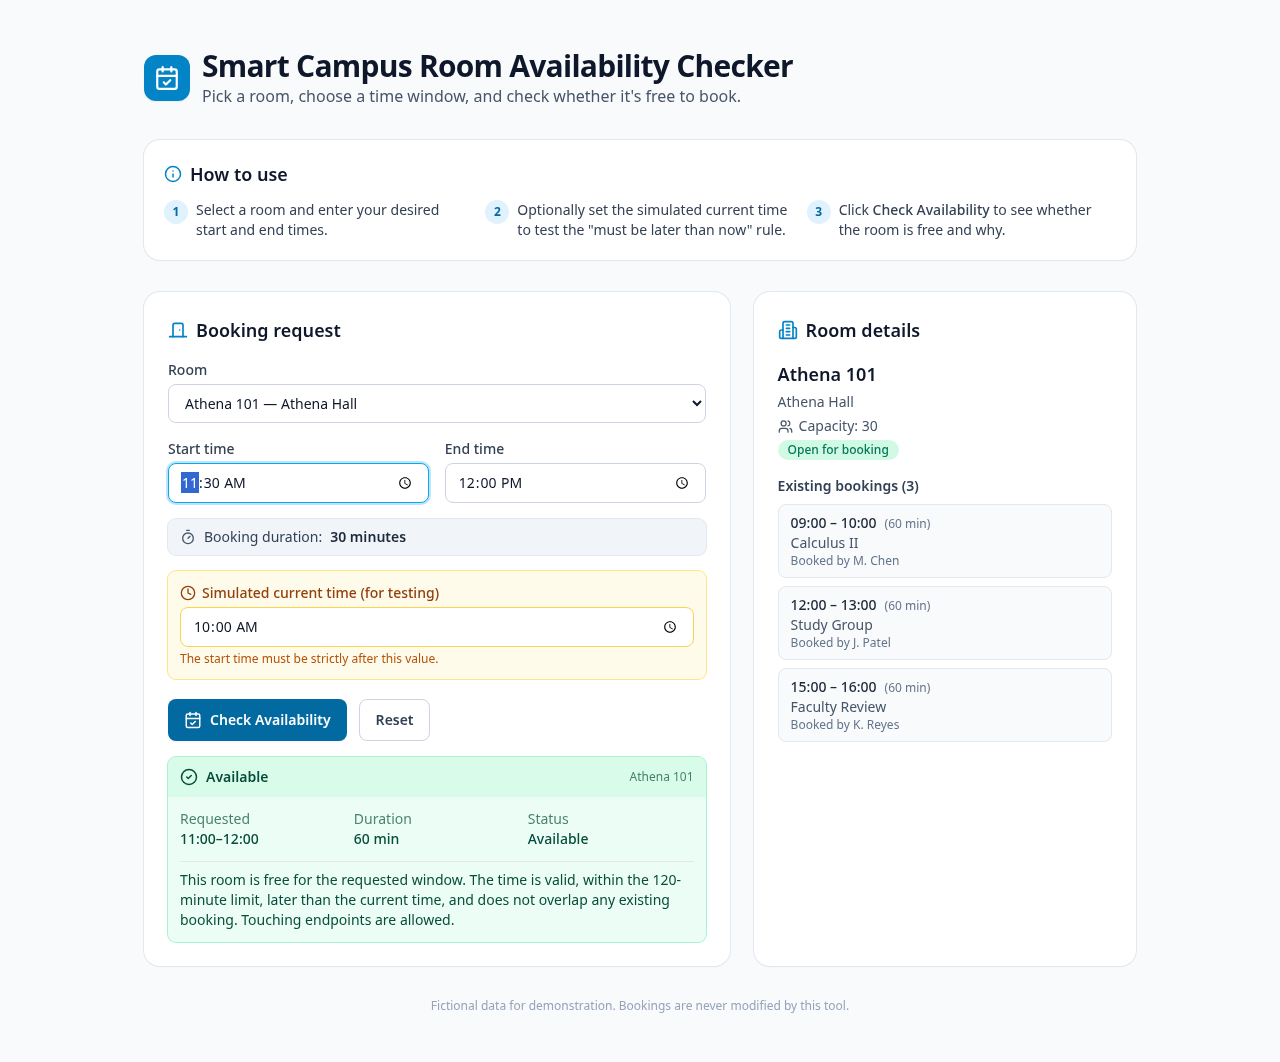 Smart Campus Room Availability Checker
Pick a room, choose a time window, and check whether it's free to book.
How to use
1
Select a room and enter your desired
start and end times.
2
Optionally set the simulated current time
to test the "must be later than now" rule.
3
Click Check Availability to see whether
the room is free and why.
Booking request
Room
Athena 101 — Athena Hall
Start time
11:30 AM
End time
12:00 PM
Booking duration: 30 minutes
Simulated current time (for testing)
10:00 AM
The start time must be strictly after this value.
Check Availability
Reset
Available
Athena 101
Requested
11:00–12:00
Duration
60 min
Status
Available
This room is free for the requested window. The time is valid, within the 120-
minute limit, later than the current time, and does not overlap any existing
booking. Touching endpoints are allowed.
Room details
Athena 101
Athena Hall
Capacity: 30
Open for booking
Existing bookings (3)
09:00 – 10:00 (60 min)
Calculus II
Booked by M. Chen
12:00 – 13:00 (60 min)
Study Group
Booked by J. Patel
15:00 – 16:00 (60 min)
Faculty Review
Booked by K. Reyes
Fictional data for demonstration. Bookings are never modified by this tool.